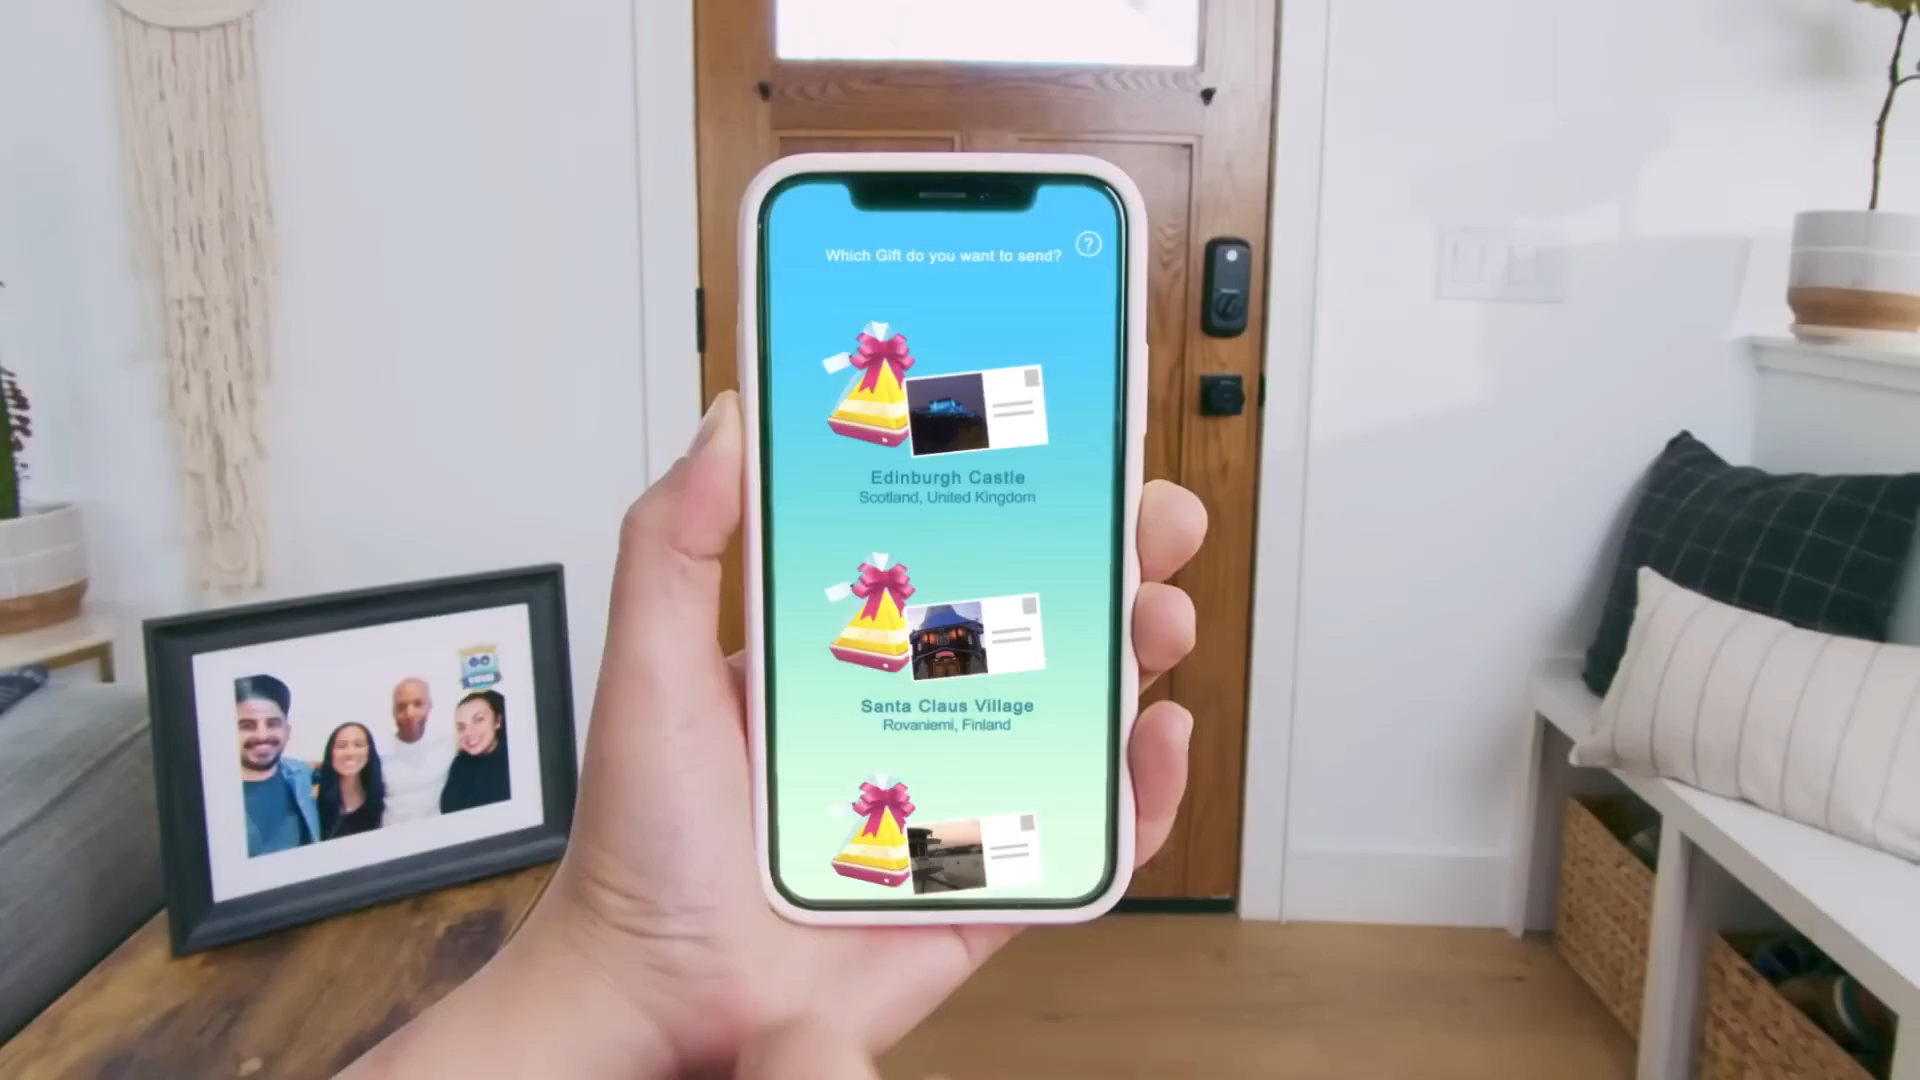 Which Gift do you want to send?
?
Edinburgh Castle
Scotland, United Kingdom
Santa Claus Village
Rovaniemi, Finland